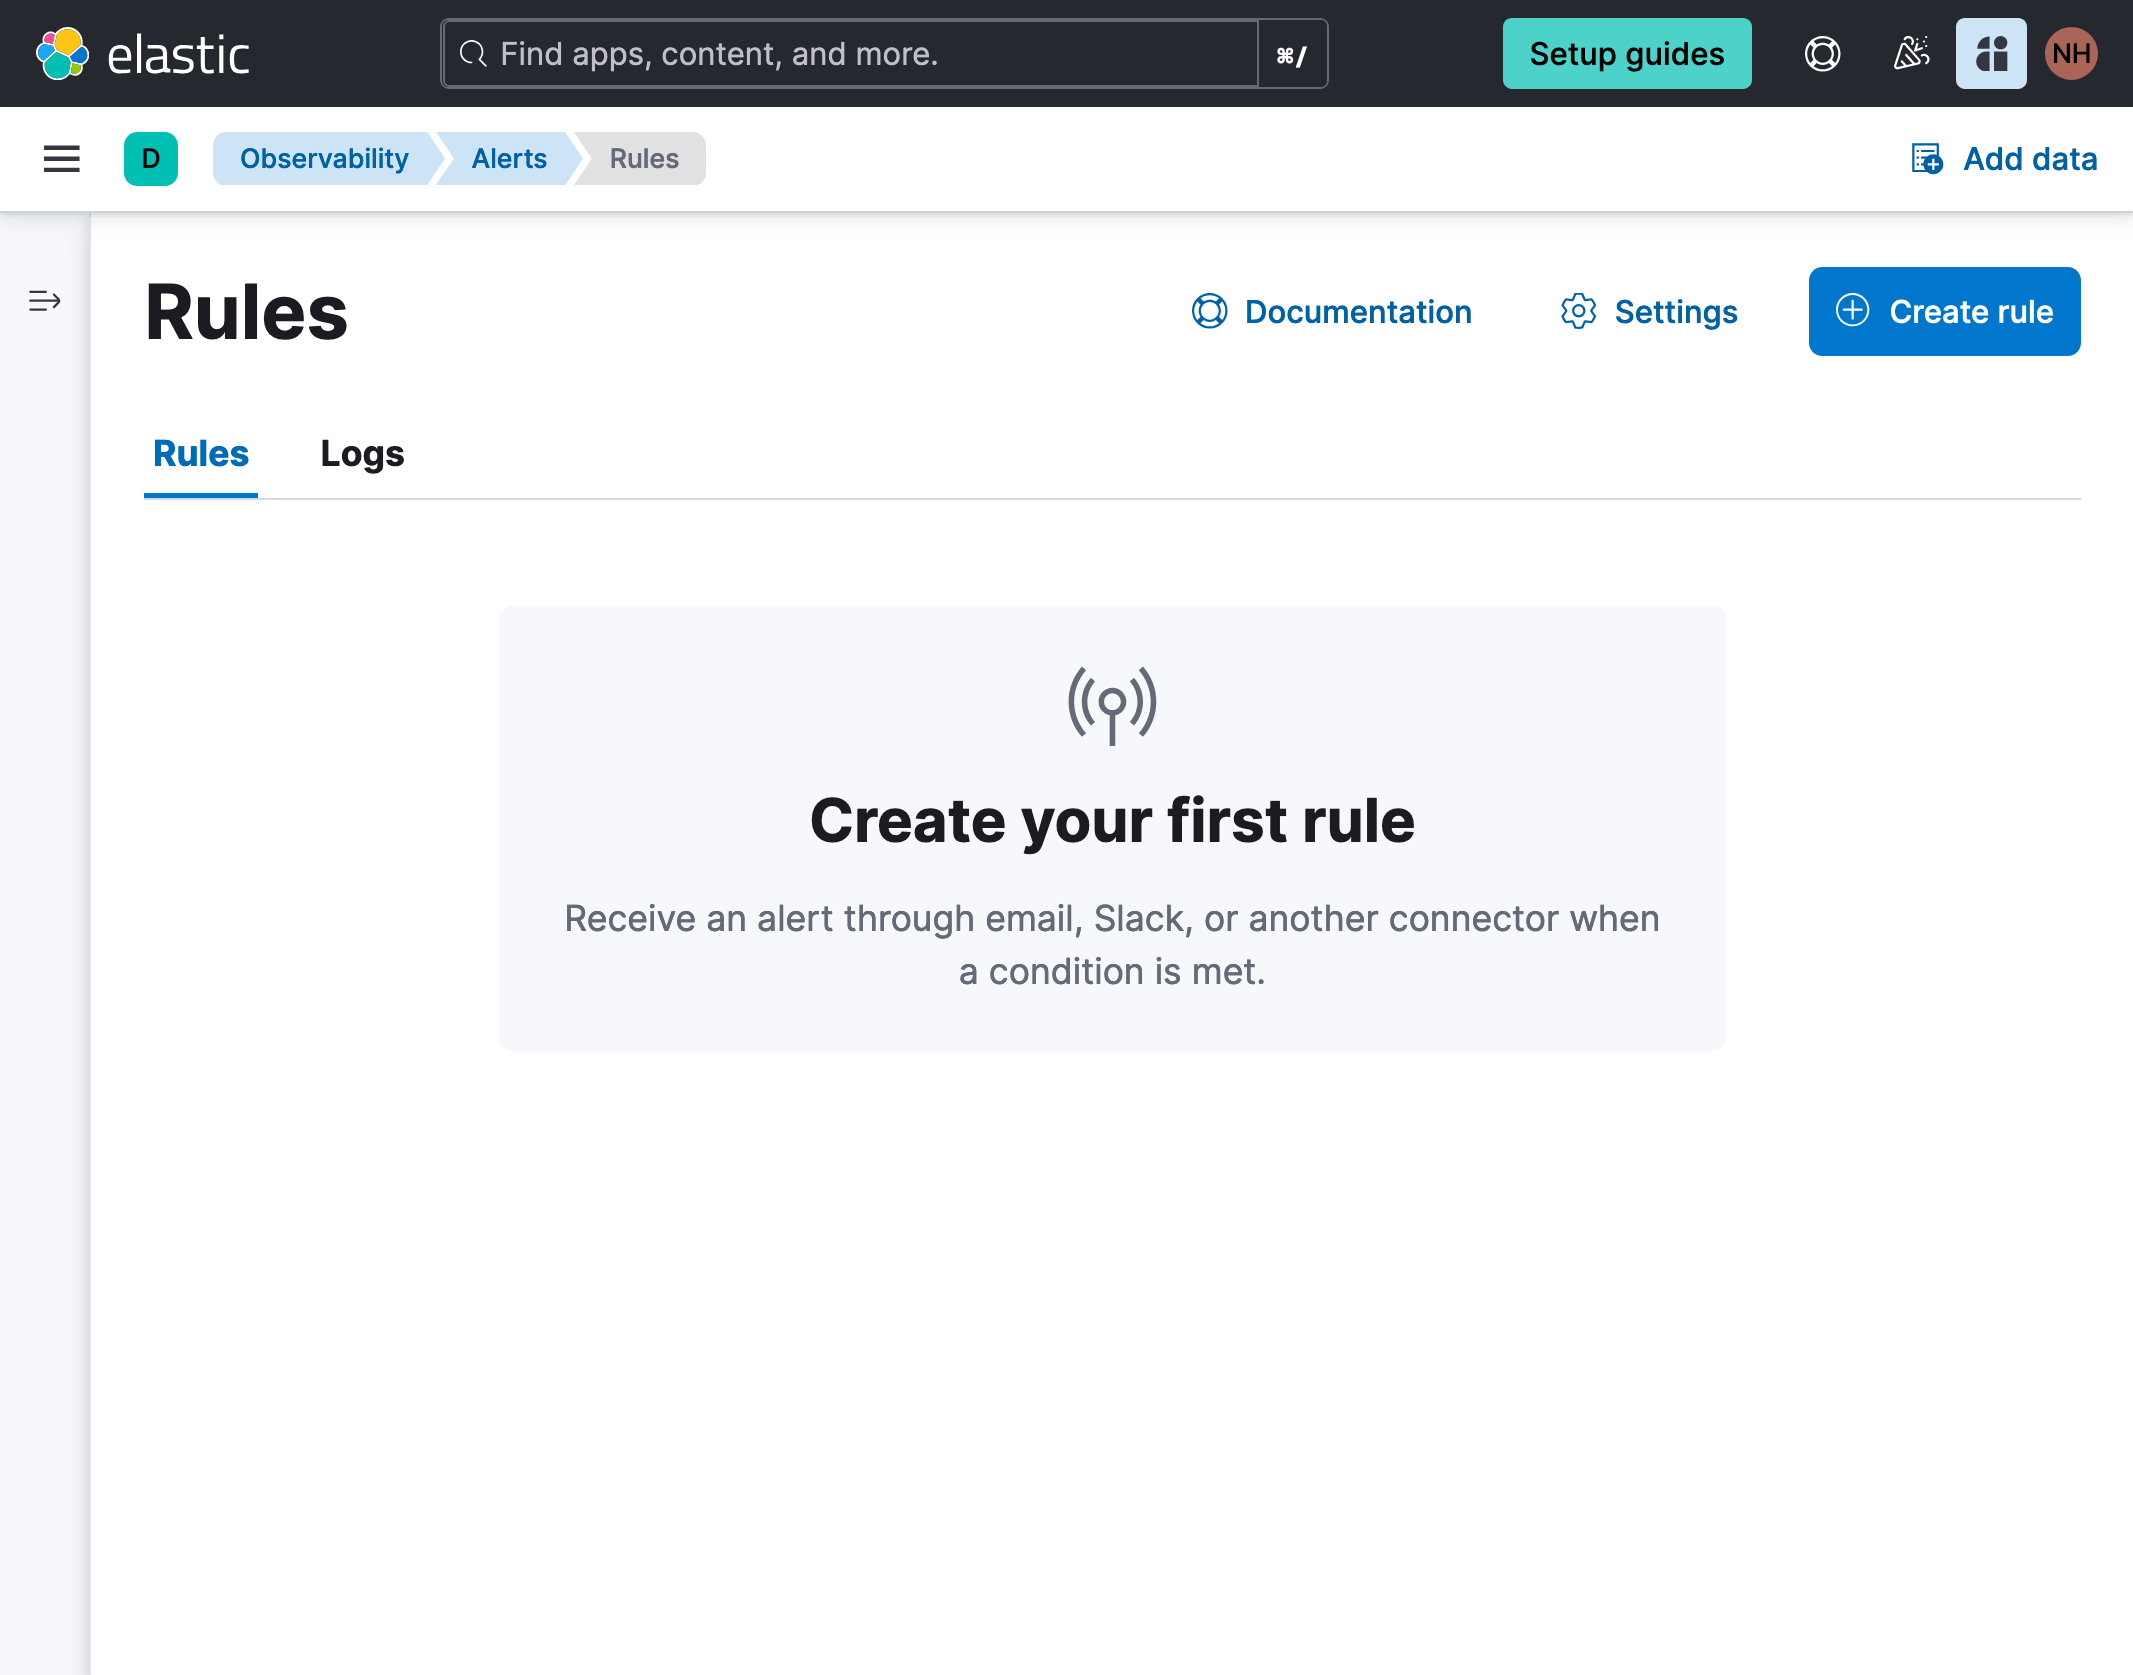 elastic
Find apps, content, and more.
⌘/
Setup guides
NH
D
Observability
Alerts
Rules
Add data
Rules
Documentation
Settings
Create rule
Rules
Logs
Create your first rule
Receive an alert through email, Slack, or another connector when
a condition is met.